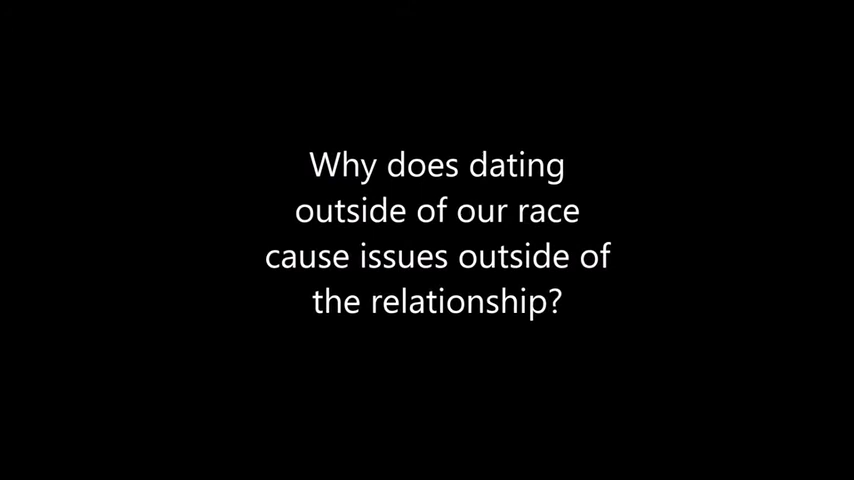 Why does dating
outside of our race
cause issues outside of
the relationship?